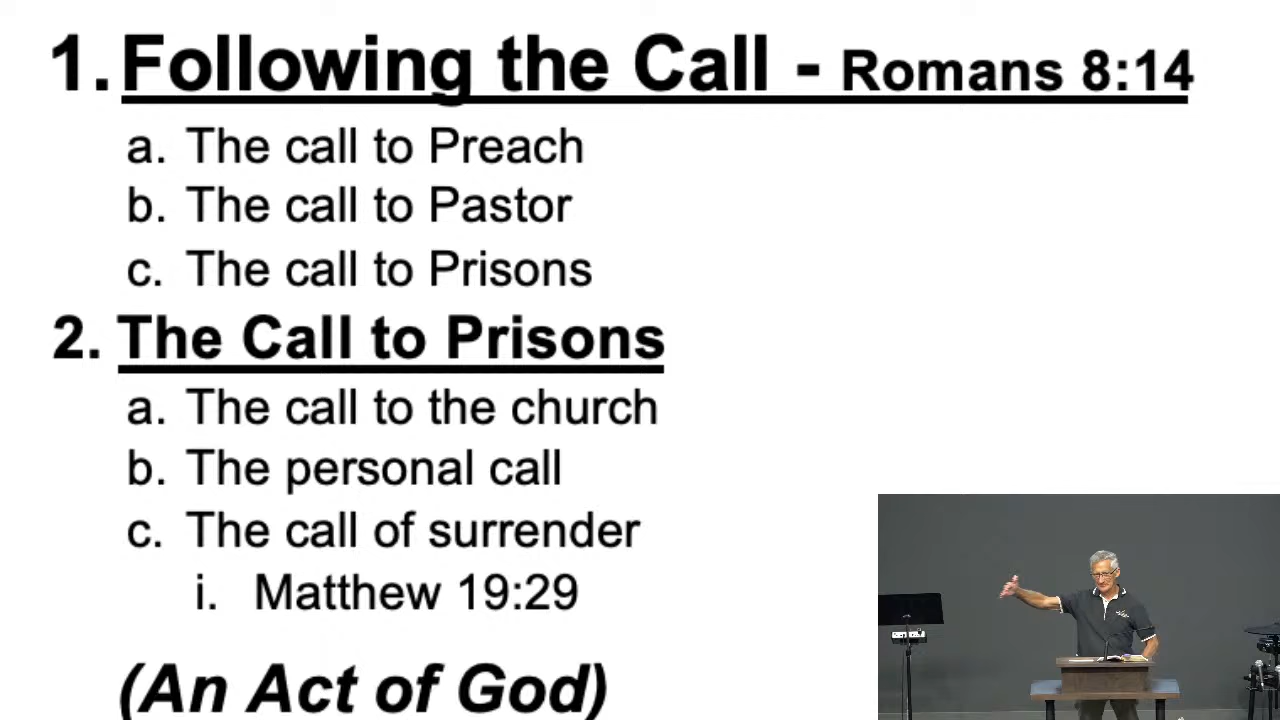 1. Following the Call - Romans 8:14
a. The call to Preach
b. The call to Pastor
c. The call to Prisons
2. The Call to Prisons
a. The call to the church
b. The personal call
c. The call of surrender
i. Matthew 19:29
(An Act of God)